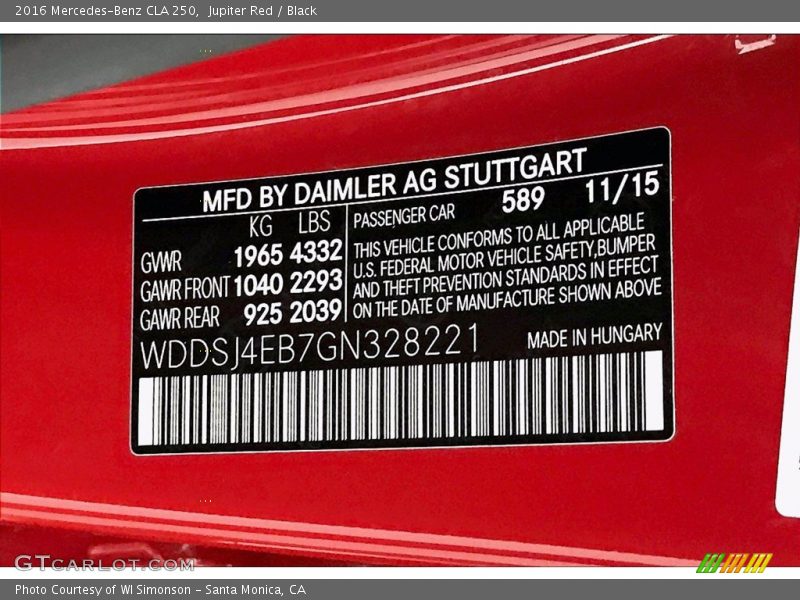 2016 Mercedes-Benz CLA 250,  Jupiter Red / Black
MFD BY DAIMLER AG STUTTGART
KG LBS PASSENGER CAR 589 11/15
GVWR 1965 4332
GAWR FRONT 1040 2293
GAWR REAR 925 2039
THIS VEHICLE CONFORMS TO ALL APPLICABLE
U.S. FEDERAL MOTOR VEHICLE SAFETY,BUMPER
AND THEFT PREVENTION STANDARDS IN EFFECT
ON THE DATE OF MANUFACTURE SHOWN ABOVE
WDDSJ4EB7GN328221 MADE IN HUNGARY
GTCARLOT.COM
Photo Courtesy of WI Simonson - Santa Monica, CA